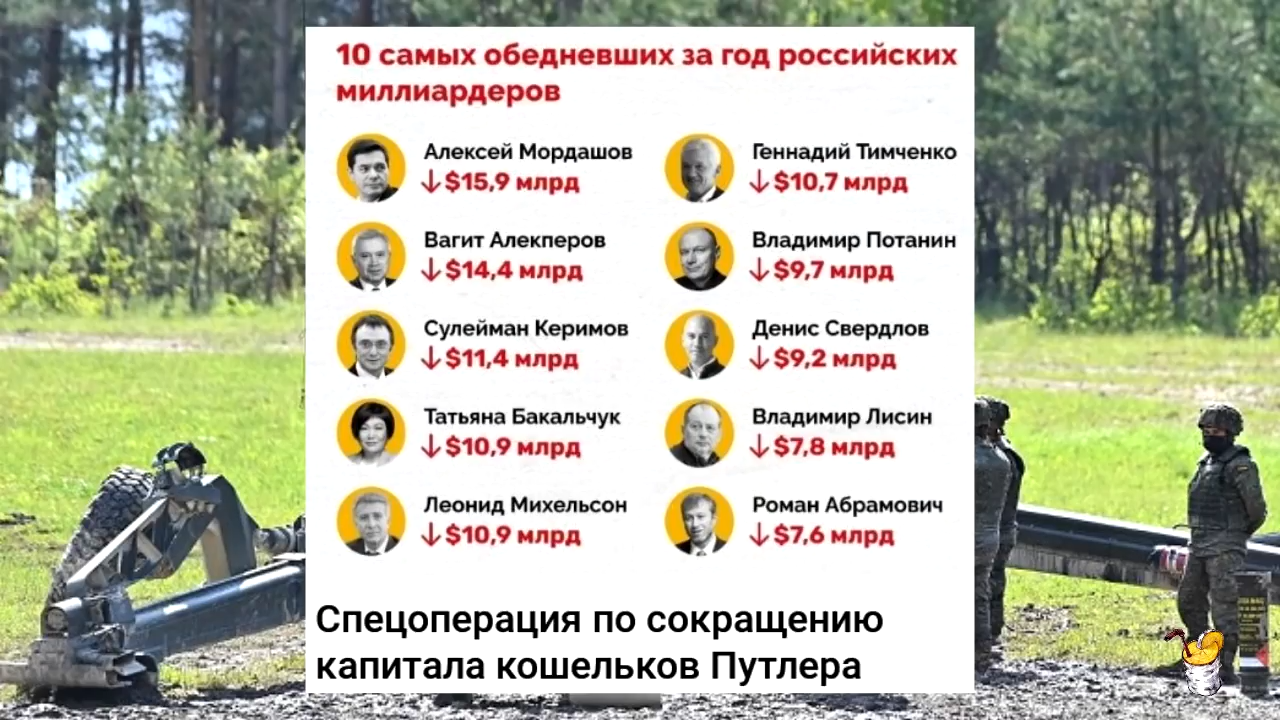 10 самых обедневших за год российских
миллиардеров
Алексей Мордашов
↓$15,9 млрд
Вагит Алекперов
↓$14,4 млрд
Сулейман Керимов
↓$11,4 млрд
Татьяна Бакальчук
↓$10,9 млрд
Леонид Михельсон
↓$10,9 млрд
Геннадий Тимченко
↓$10,7 млрд
Владимир Потанин
↓$9,7 млрд
Денис Свердлов
↓$9,2 млрд
Владимир Лисин
↓$7,8 млрд
Роман Абрамович
↓$7,6 млрд
Спецоперация по сокращению
капитала кошельков Путлера